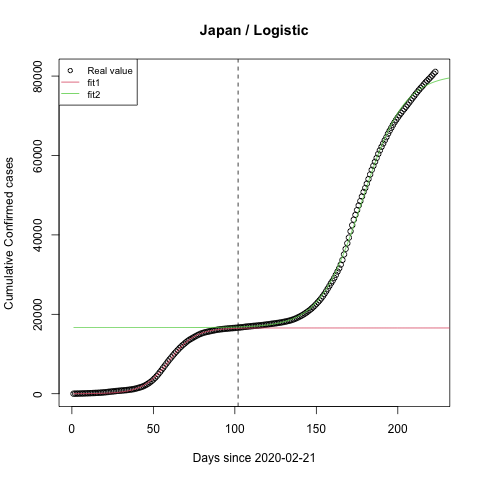 Japan / Logistic
Real value
fit1
fit2
Cumulative Confirmed cases
80000
60000
40000
20000
0
0 50 100 150 200
Days since 2020-02-21